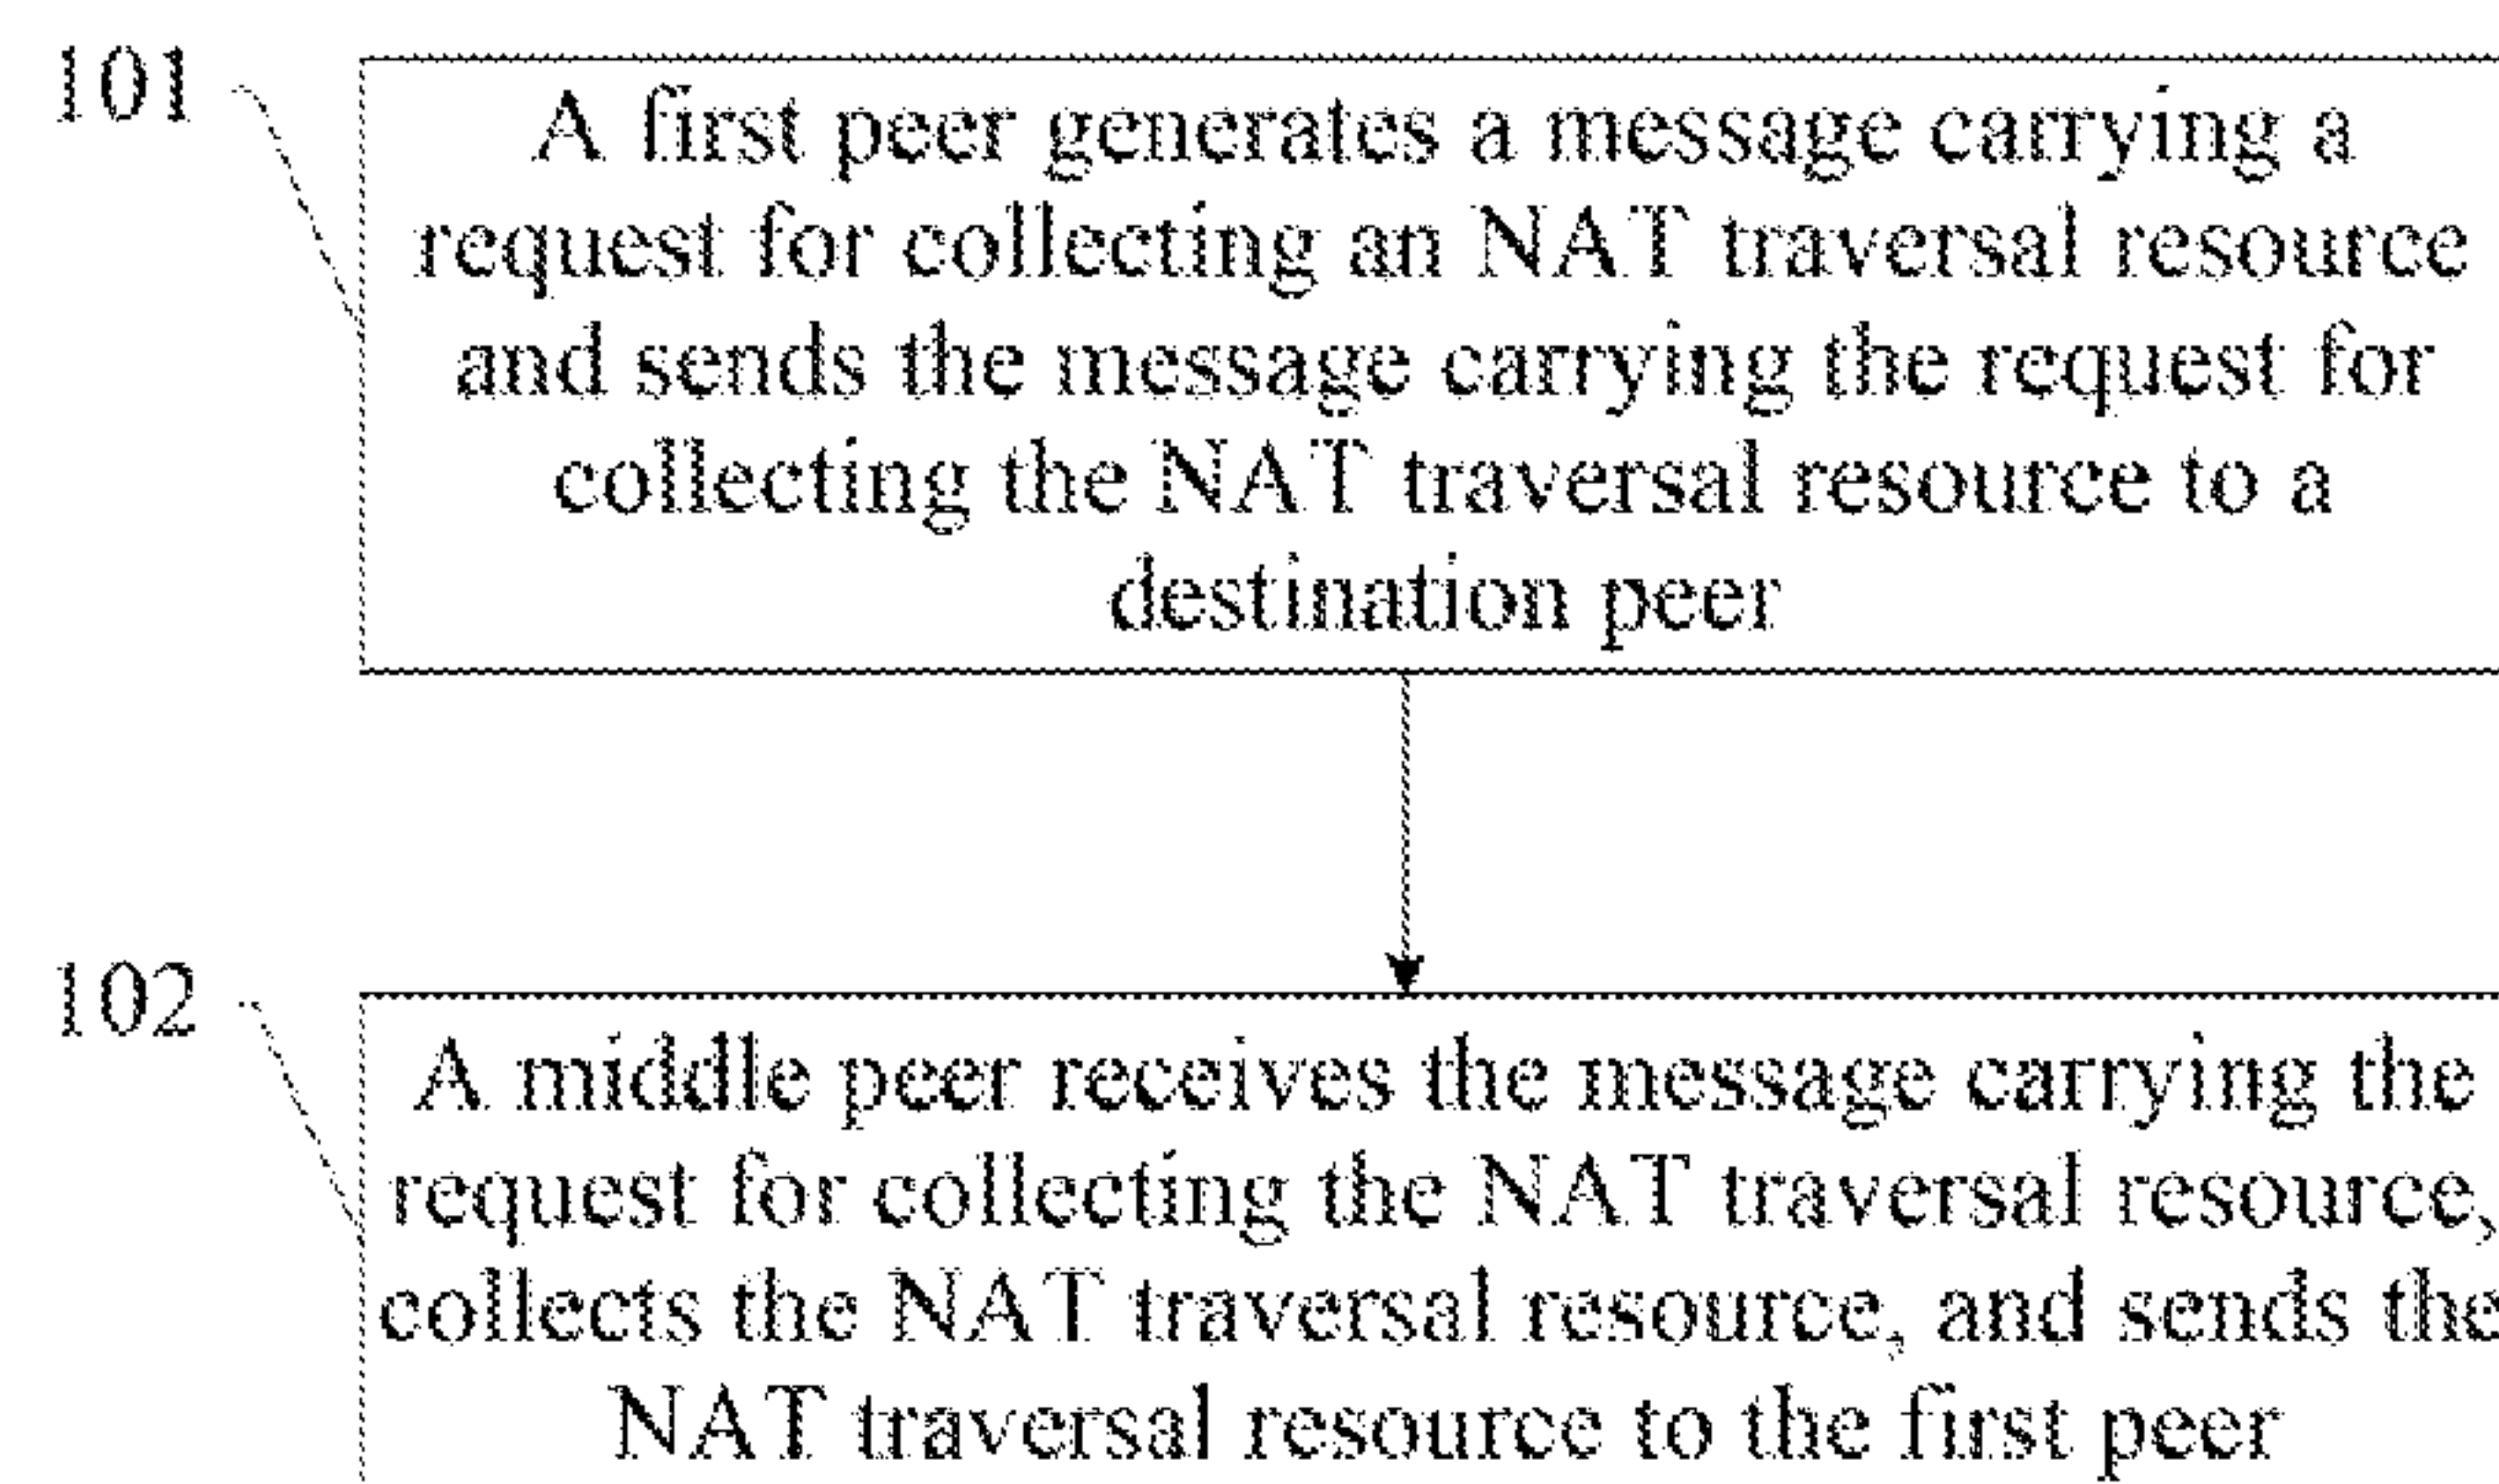 101
A first peer generates a message carrying a
request for collecting an NAT traversal resource
and sends the message carrying the request for
collecting the NAT traversal resource to a
destination peer
102
A middle peer receives the message carrying the
request for collecting the NAT traversal resource,
collects the NAT traversal resource, and sends the
NAT traversal resource to the first peer